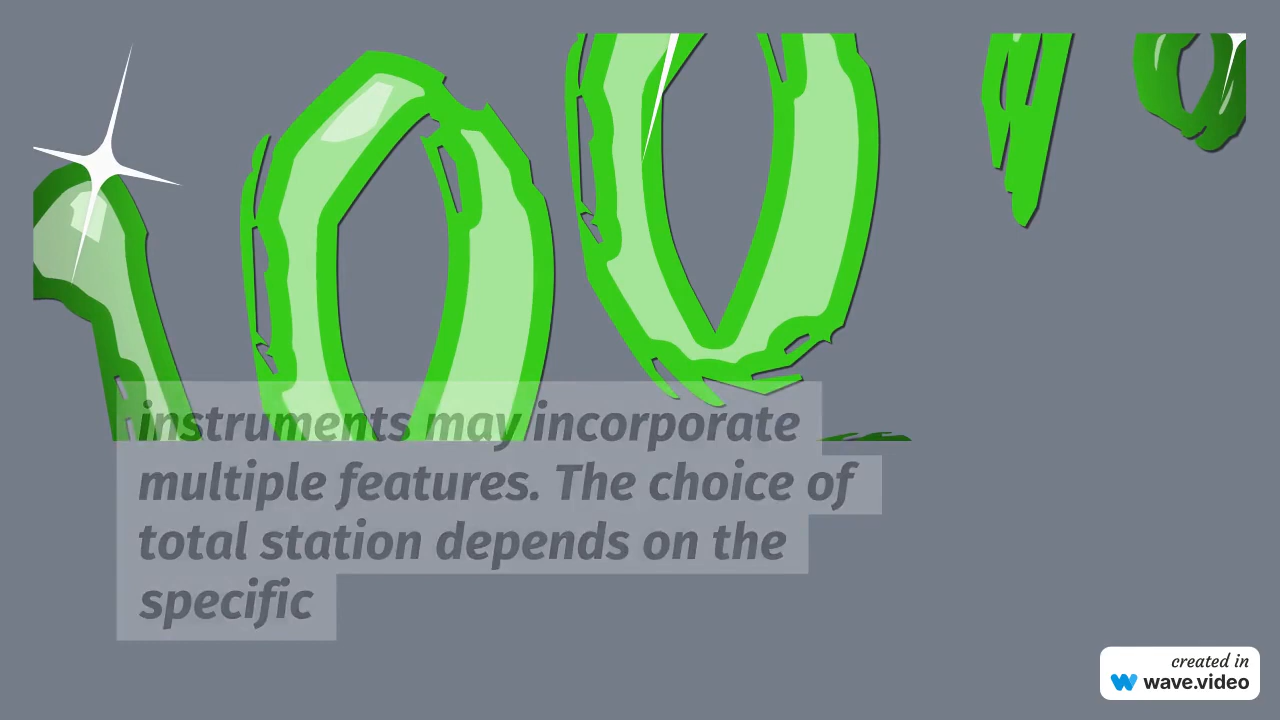 instruments may incorporate
multiple features. The choice of
total station depends on the
specific
created in
wave.video